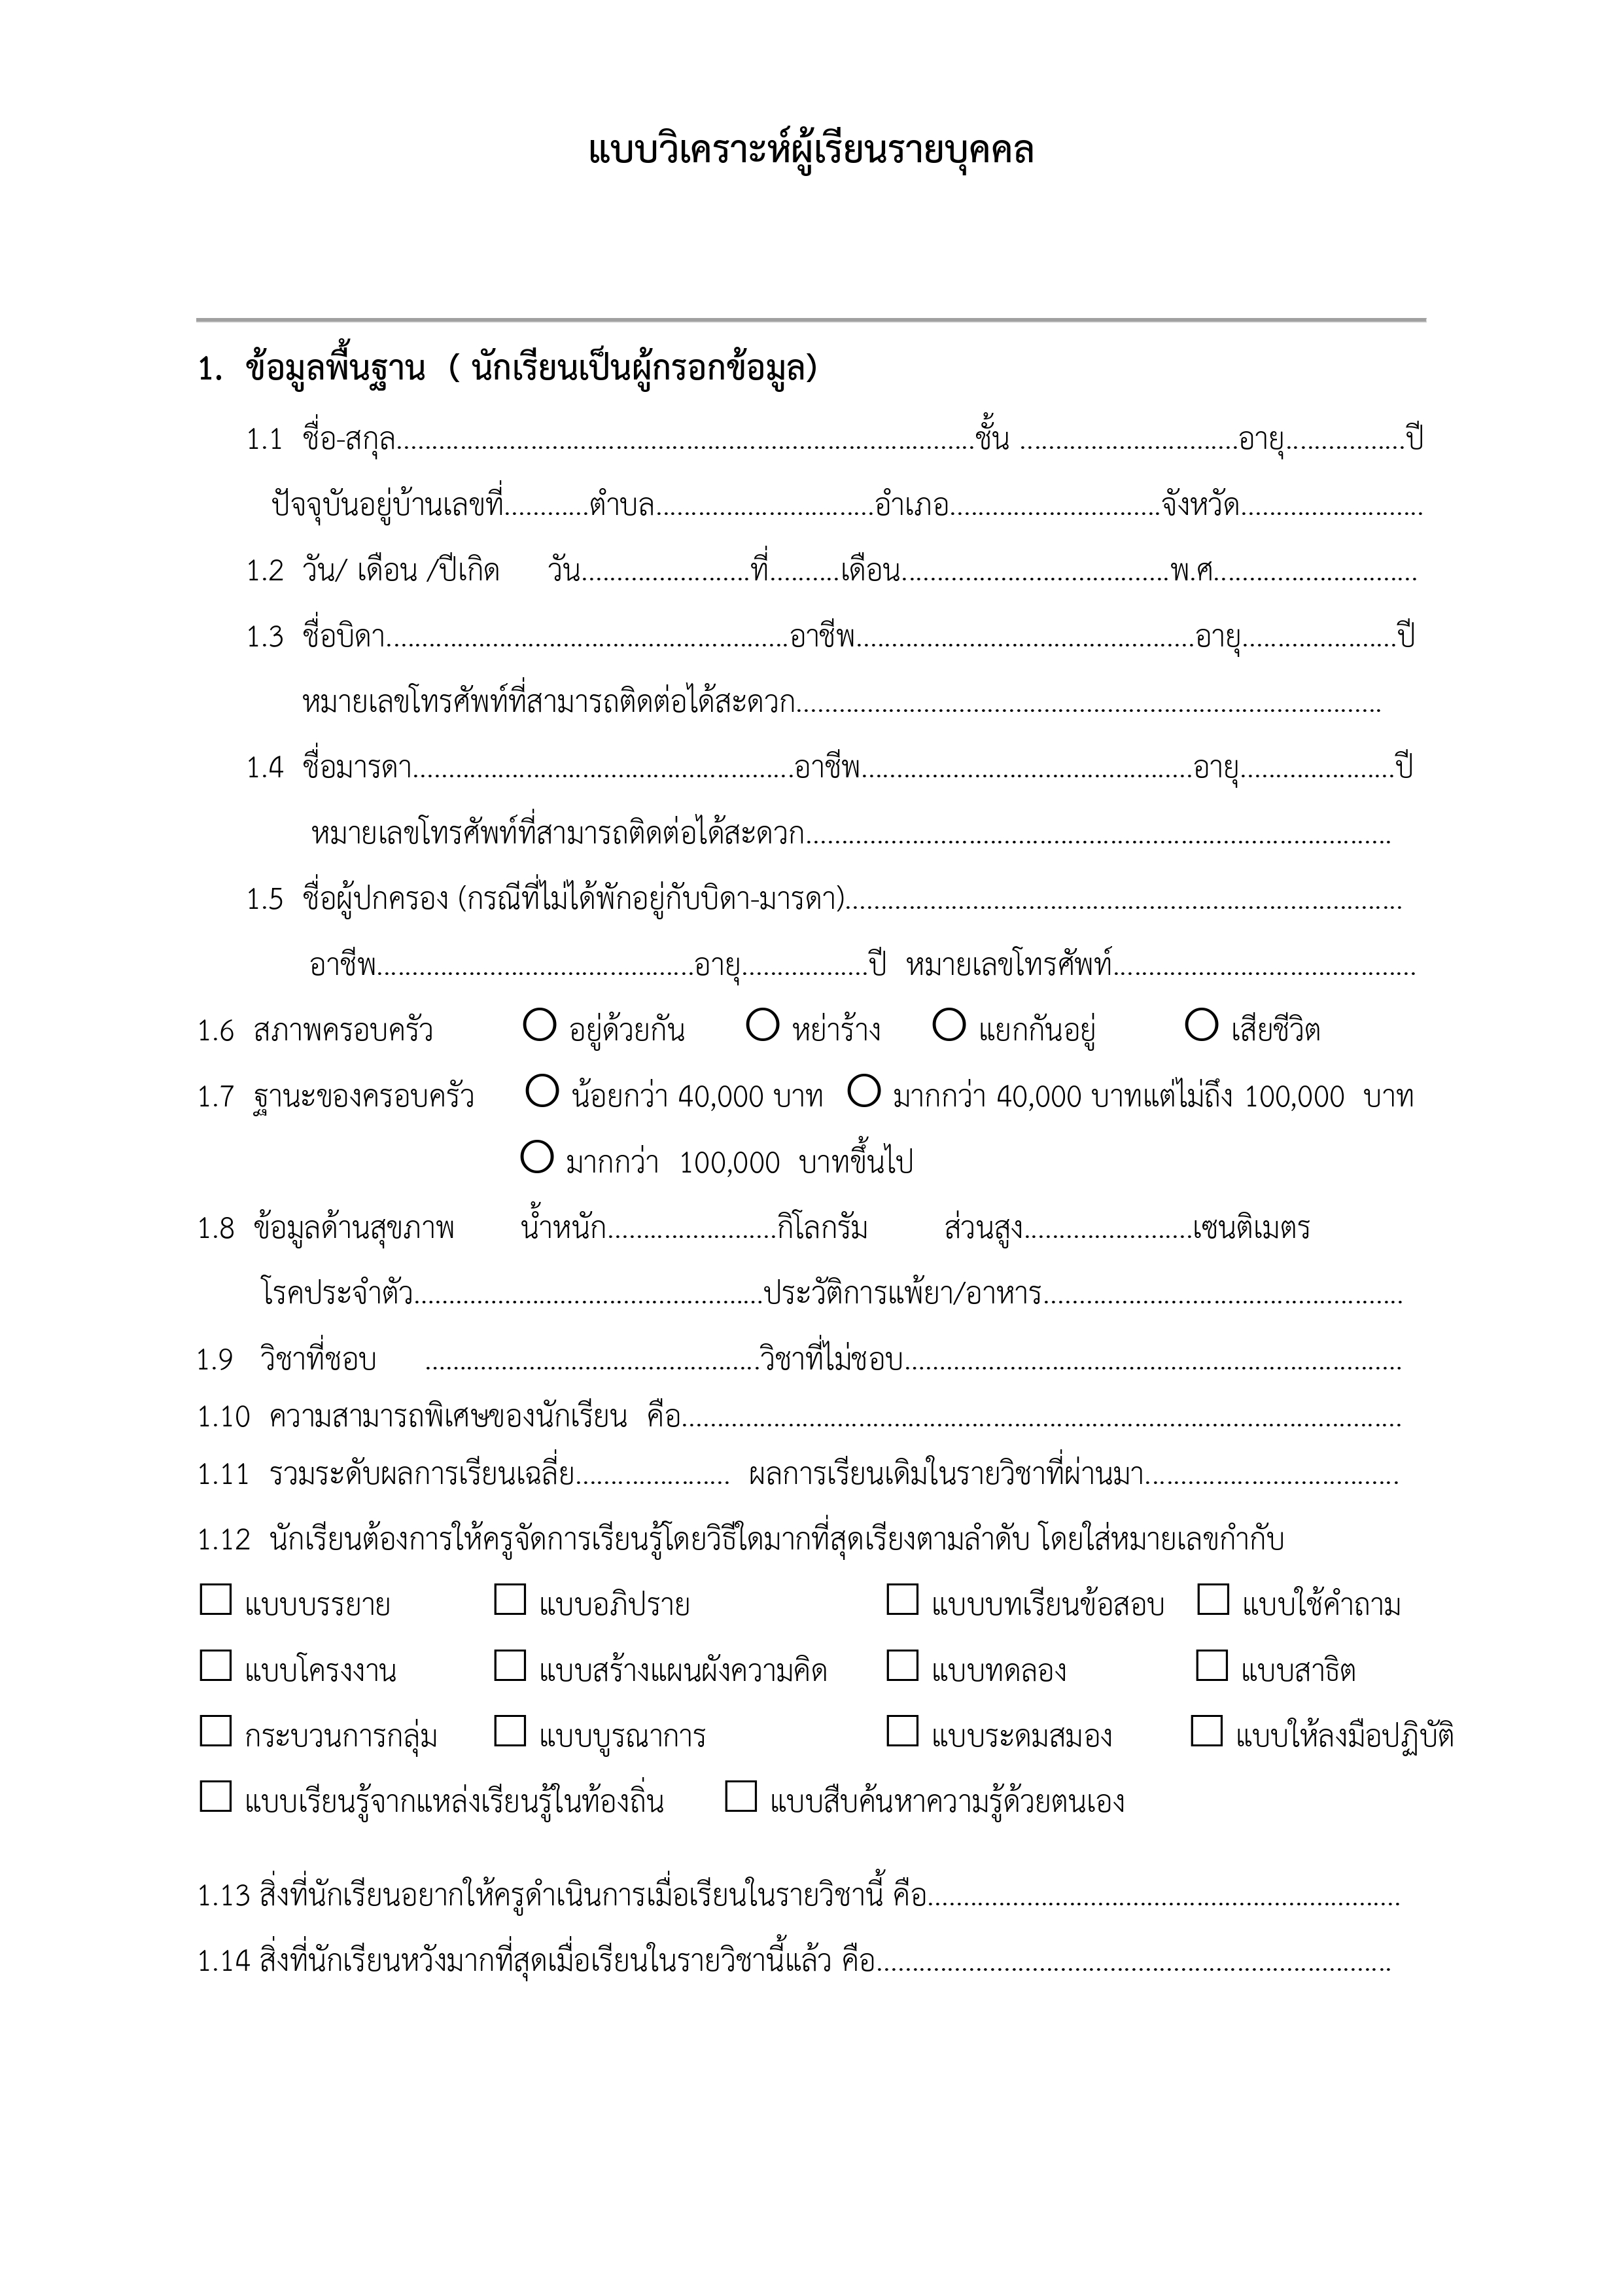 แบบวิเคราะห์ผู้เรียนรายบุคคล
1. ข้อมูลพื้นฐาน ( นักเรียนเป็นผู้กรอกข้อมูล)
1.1 ชื่อ-สกุล..................................................................................ชั้น ...............................อายุ.................ปี
ปัจจุบันอยู่บ้านเลขที่............ตำบล...............................อำเภอ..............................จังหวัด..........................
1.2 วัน/ เดือน /ปีเกิด วัน........................ที่..........เดือน......................................พ.ศ.............................
1.3 ชื่อบิดา.........................................................อาชีพ................................................อายุ......................ปี
หมายเลขโทรศัพท์ที่สามารถติดต่อได้สะดวก...................................................................................
1.4 ชื่อมารดา......................................................อาชีพ...............................................อายุ......................ปี
หมายเลขโทรศัพท์ที่สามารถติดต่อได้สะดวก...................................................................................
1.5 ชื่อผู้ปกครอง (กรณีที่ไม่ได้พักอยู่กับบิดา-มารดา)...............................................................................
อาชีพ.............................................อายุ..................ปี หมายเลขโทรศัพท์...........................................
1.6 สภาพครอบครัว ◯ อยู่ด้วยกัน ◯ หย่าร้าง ◯ แยกกันอยู่ ◯ เสียชีวิต
1.7 ฐานะของครอบครัว ◯ น้อยกว่า 40,000 บาท ◯ มากกว่า 40,000 บาทแต่ไม่ถึง 100,000 บาท
◯ มากกว่า 100,000 บาทขึ้นไป
1.8 ข้อมูลด้านสุขภาพ น้ำหนัก........................กิโลกรัม ส่วนสูง........................เซนติเมตร
โรคประจำตัว..................................................ประวัติการแพ้ยา/อาหาร...................................................
1.9 วิชาที่ชอบ ...............................................วิชาที่ไม่ชอบ......................................................................
1.10 ความสามารถพิเศษของนักเรียน คือ......................................................................................................
1.11 รวมระดับผลการเรียนเฉลี่ย...................... ผลการเรียนเดิมในรายวิชาที่ผ่านมา....................................
1.12 นักเรียนต้องการให้ครูจัดการเรียนรู้โดยวิธีใดมากที่สุดเรียงตามลำดับ โดยใส่หมายเลขกำกับ
☐ แบบบรรยาย ☐ แบบอภิปราย ☐ แบบบทเรียนข้อสอบ ☐ แบบใช้คำถาม
☐ แบบโครงงาน ☐ แบบสร้างแผนผังความคิด ☐ แบบทดลอง ☐ แบบสาธิต
☐ กระบวนการกลุ่ม ☐ แบบบูรณาการ ☐ แบบระดมสมอง ☐ แบบให้ลงมือปฏิบัติ
☐ แบบเรียนรู้จากแหล่งเรียนรู้ในท้องถิ่น ☐ แบบสืบค้นหาความรู้ด้วยตนเอง
1.13 สิ่งที่นักเรียนอยากให้ครูดำเนินการเมื่อเรียนในรายวิชานี้ คือ...................................................................
1.14 สิ่งที่นักเรียนหวังมากที่สุดเมื่อเรียนในรายวิชานี้แล้ว คือ.........................................................................